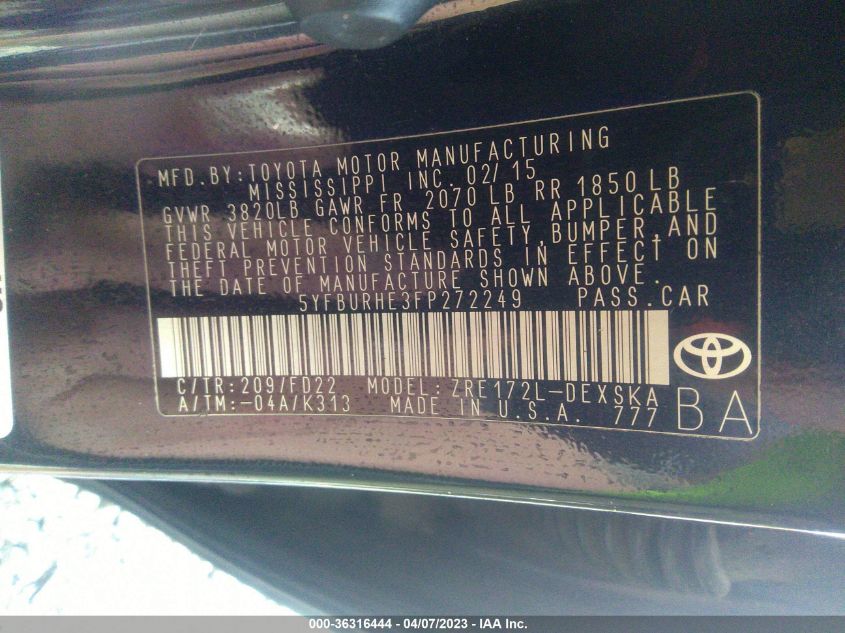 MFD.BY:TOYOTA MOTOR MANUFACTURING
MISSISSIPPI INC. 02/15
GVWR 3820LB GAWR FR 2070 LB RR 1850 LB
THIS VEHICLE CONFORMS TO ALL APPLICABLE
FEDERAL MOTOR VEHICLE SAFETY,BUMPER,AND
THEFT PREVENTION STANDARDS IN EFFECT ON
THE DATE OF MANUFACTURE SHOWN ABOVE.
5YFBURHE3FP272249 PASS.CAR
C/TR:209/FD22 MODEL:ZRE172L-DEXSKA
A/TM:-04A/K313 MADE IN U.S.A. 777
BA
000-36316444 - 04/07/2023 - IAA Inc.